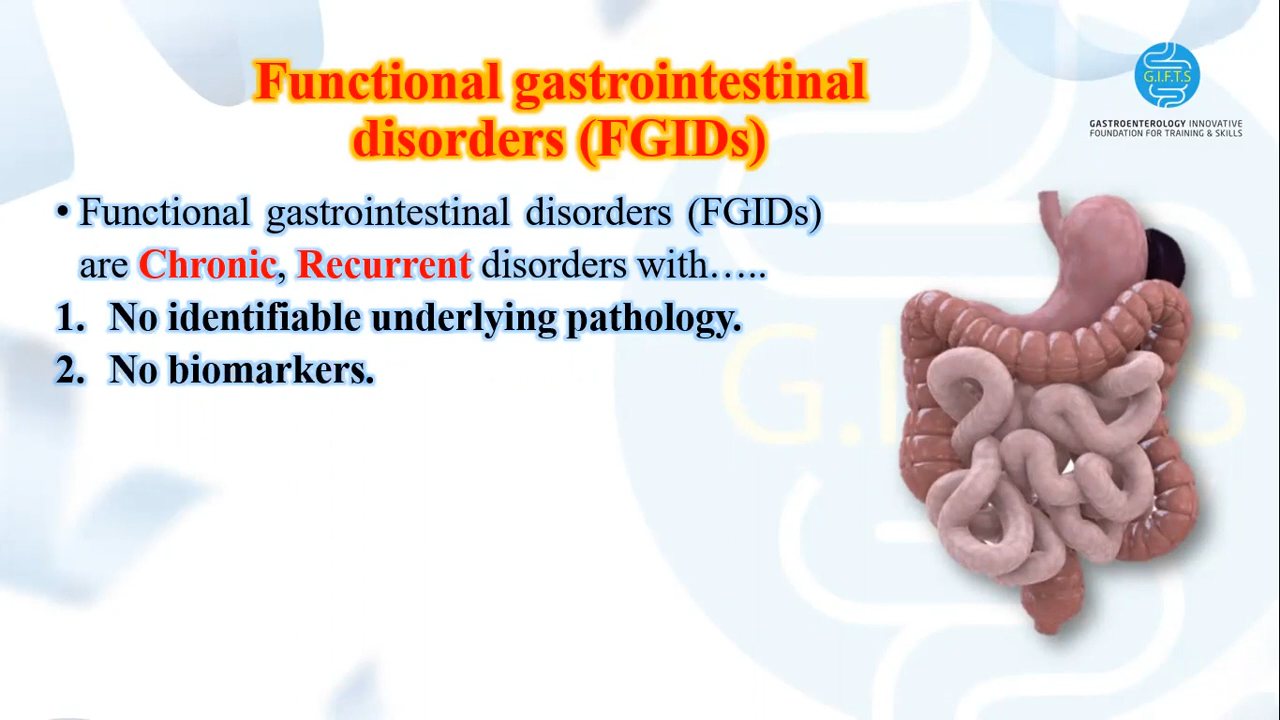 Functional gastrointestinal
disorders (FGIDs)
G.I.F.T.S
GASTROENTEROLOGY INNOVATIVE
FOUNDATION FOR TRAINING & SKILLS
• Functional gastrointestinal disorders (FGIDs)
are Chronic, Recurrent disorders with…..
1. No identifiable underlying pathology.
2. No biomarkers.